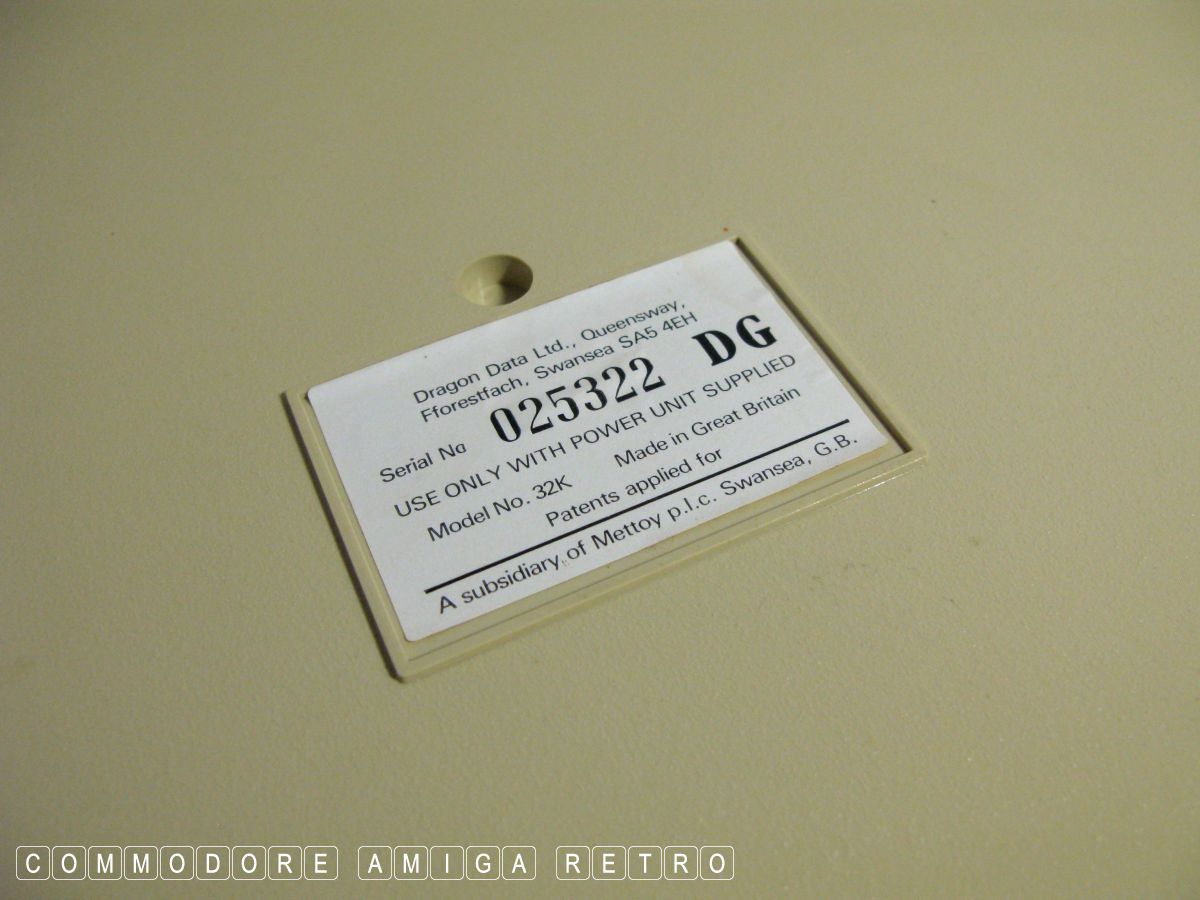 Dragon Data Ltd., Queensway,
Fforestfach, Swansea SA5 4EH
Serial No 025322 DG
USE ONLY WITH POWER UNIT SUPPLIED
Model No. 32K Made in Great Britain
Patents applied for
A subsidiary of Mettoy p.l.c. Swansea, G.B.
COMMODORE AMIGA RETRO